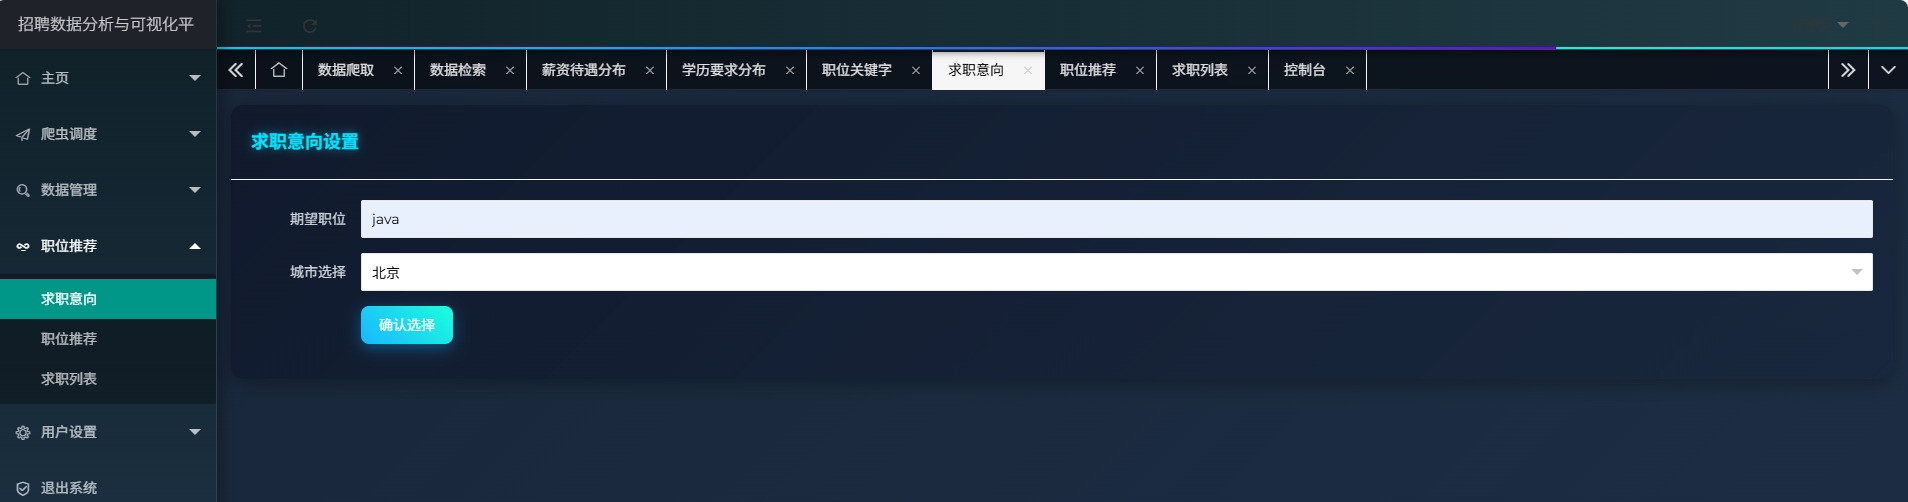 招聘数据分析与可视化平
主页
爬虫调度
数据管理
职位推荐
求职意向
职位推荐
求职列表
用户设置
退出系统
数据爬取 数据检索 薪资待遇分布 学历要求分布 职位关键字 求职意向 职位推荐 求职列表 控制台
求职意向设置
期望职位 java
城市选择 北京
确认选择